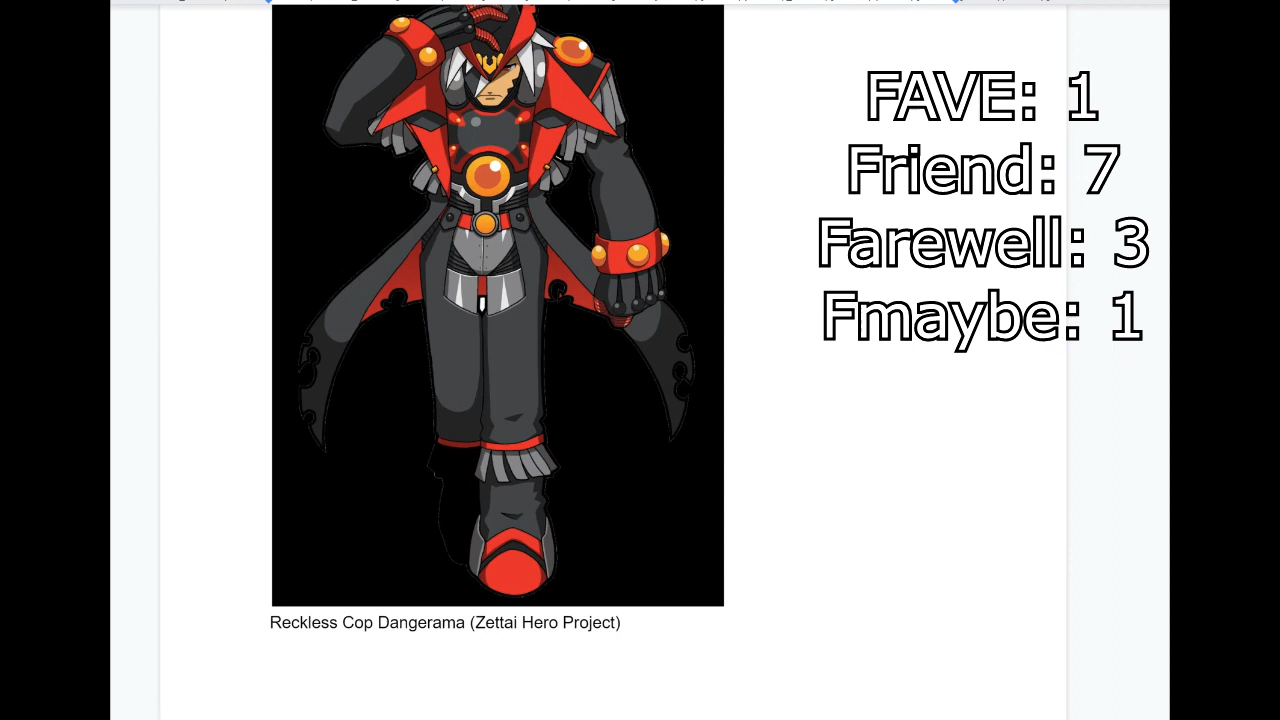 FAVE: 1
Friend: 7
Farewell: 3
Fmaybe: 1
Reckless Cop Dangerama (Zettai Hero Project)